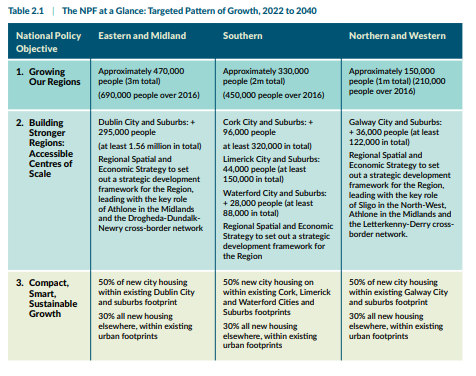 Table 2.1 | The NPF at a Glance: Targeted Pattern of Growth, 2022 to 2040
National Policy
Objective
Eastern and Midland
Southern
Northern and Western
1. Growing
Our Regions
Approximately 470,000
people (3m total)
(690,000 people over 2016)
Approximately 330,000
people (2m total)
(450,000 people over 2016)
Approximately 150,000
people (1m total) (210,000
people over 2016)
2. Building
Stronger
Regions:
Accessible
Centres of
Scale
Dublin City and Suburbs: +
295,000 people
(at least 1.56 million in total)
Regional Spatial and
Economic Strategy to set
out a strategic development
framework for the Region,
leading with the key role
of Athlone in the Midlands
and the Drogheda-Dundalk-
Newry cross-border network
Cork City and Suburbs: +
96,000 people
at least 320,000 in total)
Limerick City and Suburbs:
44,000 people (at least
150,000 in total)
Waterford City and Suburbs:
+ 28,000 people (at least
88,000 in total)
Regional Spatial and Economic
Strategy to set out a strategic
development framework for
the Region
Galway City and Suburbs:
+ 36,000 people (at least
122,000 in total)
Regional Spatial and
Economic Strategy to set
out a strategic development
framework for the Region,
leading with the key role
of Sligo in the North-West,
Athlone in the Midlands and
the Letterkenny-Derry cross-
border network.
3. Compact,
Smart,
Sustainable
Growth
50% of new city housing
within existing Dublin City
and suburbs footprint
30% all new housing
elsewhere, within existing
urban footprints
50% new city housing on
within existing Cork, Limerick
and Waterford Cities and
Suburbs footprints
30% all new housing
elsewhere, within existing
urban footprints
50% of new city housing
within existing Galway City
and suburbs footprint
30% all new housing
elsewhere, within existing
urban footprints